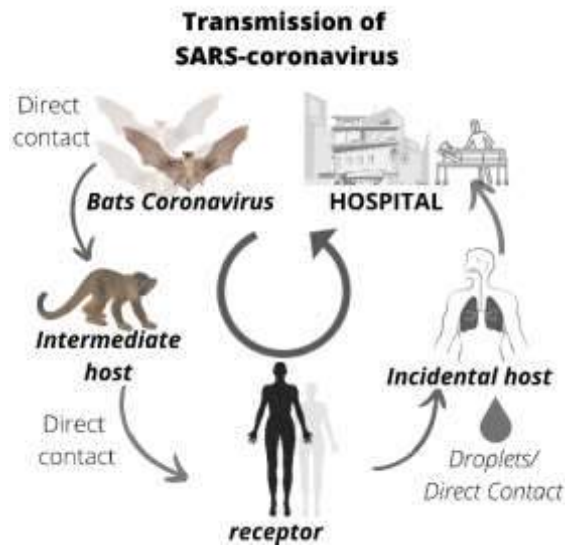 Transmission of
SARS-coronavirus
Direct
contact
Bats Coronavirus
HOSPITAL
Intermediate
host
Incidental host
Direct
contact
Droplets/
Direct Contact
receptor